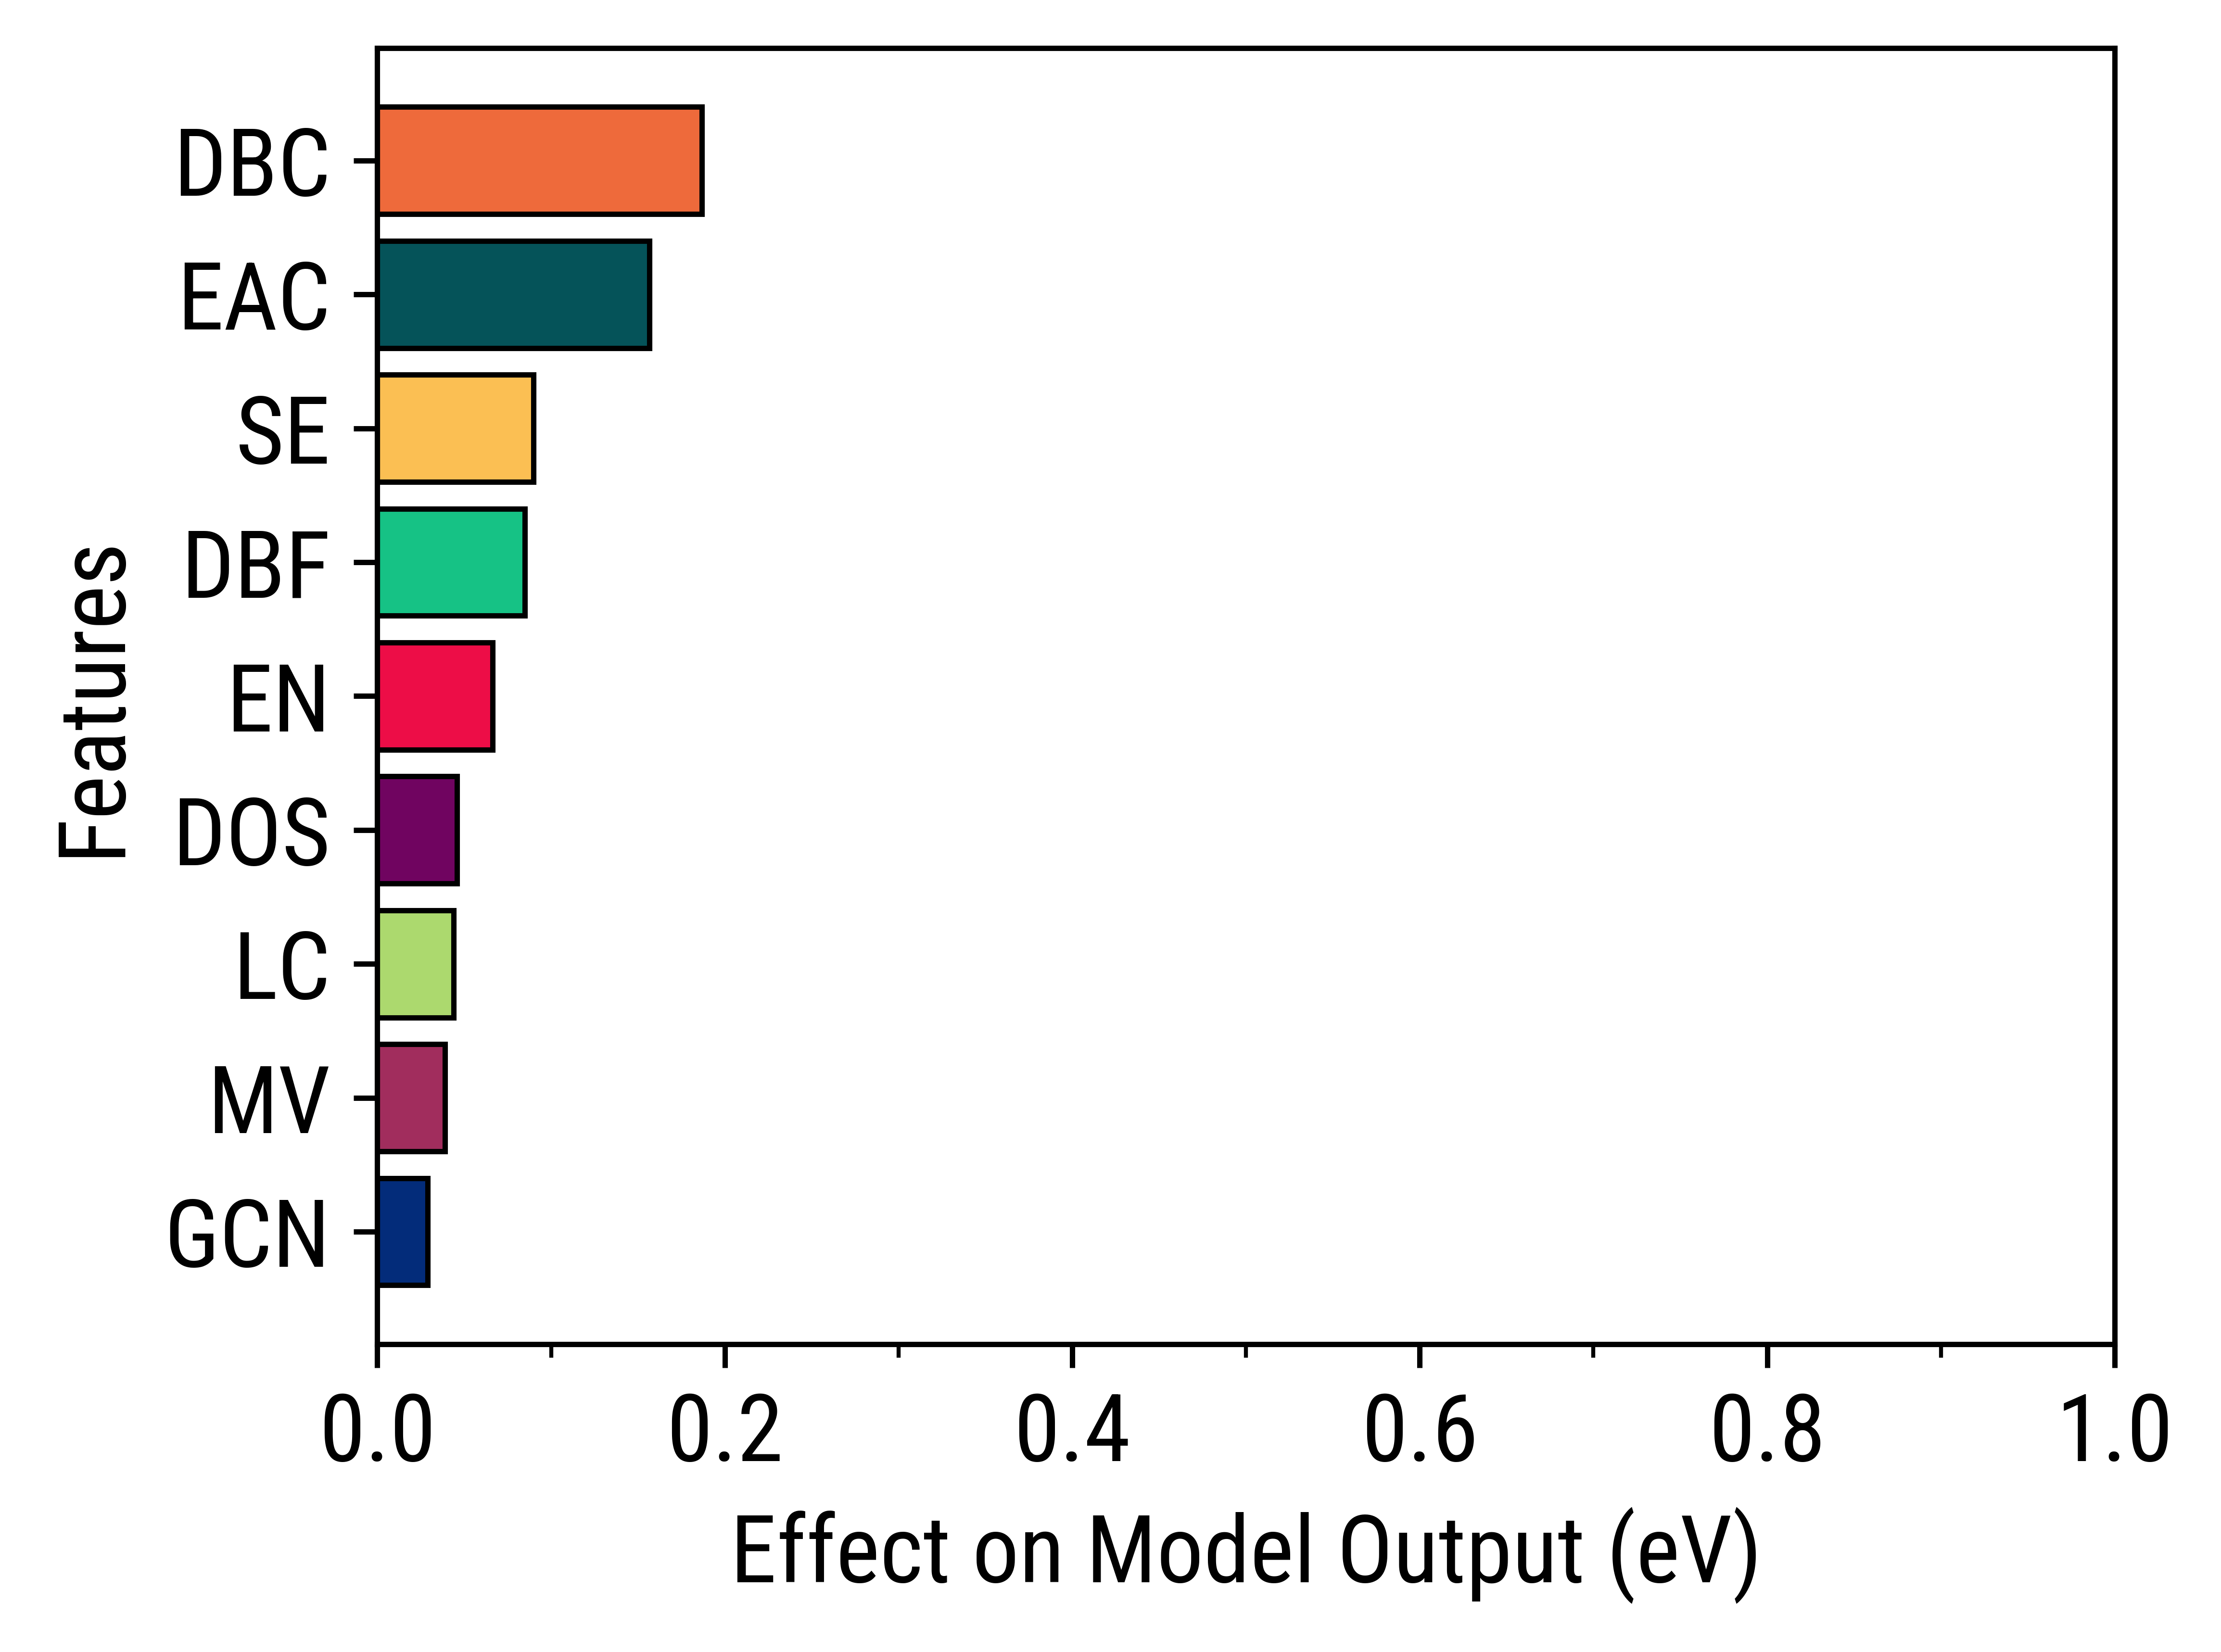 DBC
EAC
SE
DBF
EN
DOS
LC
MV
GCN
Features
0.0 0.2 0.4 0.6 0.8 1.0
Effect on Model Output (eV)